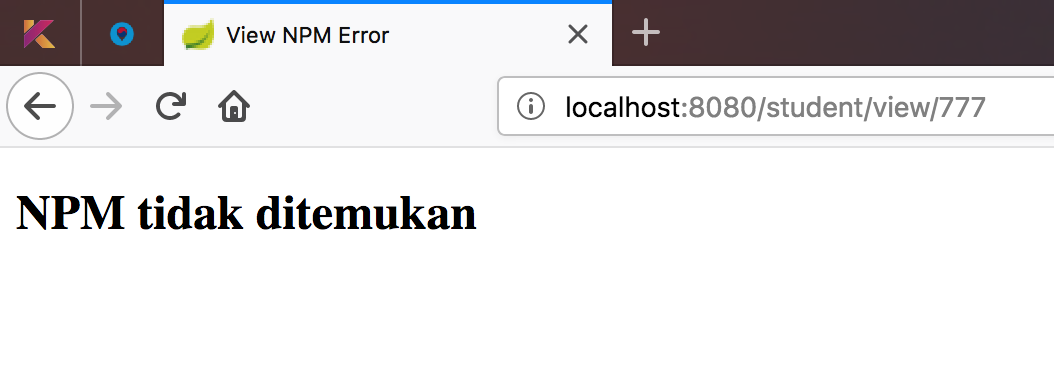 View NPM Error
localhost:8080/student/view/777
NPM tidak ditemukan